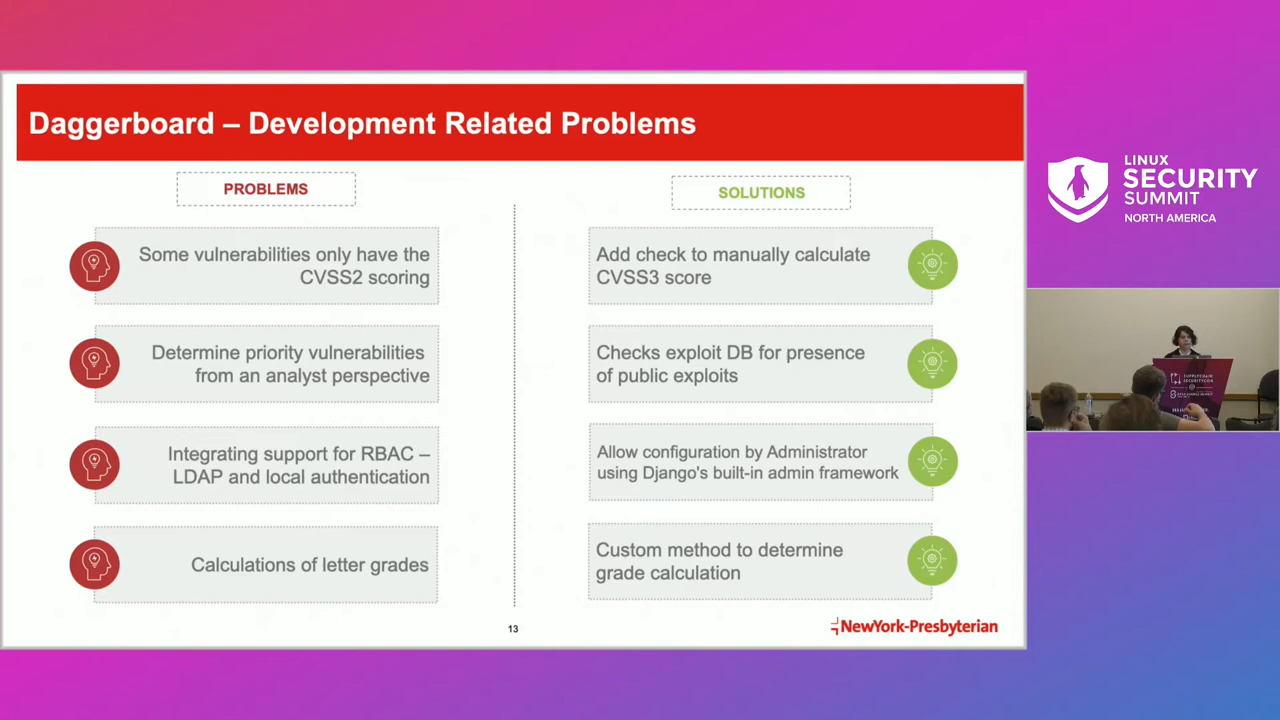 Daggerboard – Development Related Problems
PROBLEMS
SOLUTIONS
Some vulnerabilities only have the
CVSS2 scoring
Add check to manually calculate
CVSS3 score
Determine priority vulnerabilities
from an analyst perspective
Checks exploit DB for presence
of public exploits
Integrating support for RBAC –
LDAP and local authentication
Allow configuration by Administrator
using Django's built-in admin framework
Calculations of letter grades
Custom method to determine
grade calculation
13
NewYork-Presbyterian
LINUX
SECURITY
SUMMIT
NORTH AMERICA
SUPPLYCHAIN
SECURITYCON